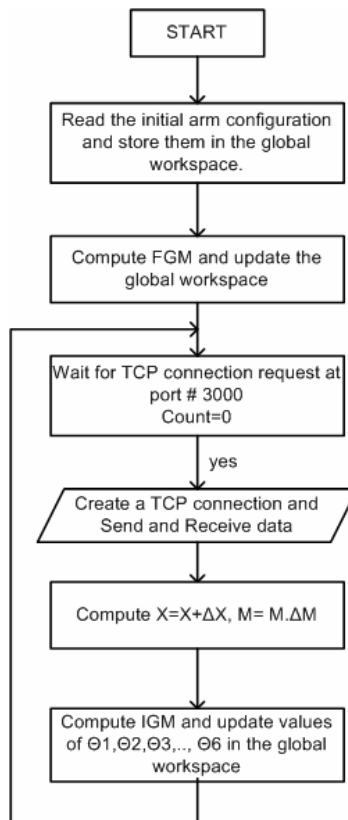 START
Read the initial arm configuration
and store them in the global
workspace.
Compute FGM and update the
global workspace
Wait for TCP connection request at
port # 3000
Count=0
yes
Create a TCP connection and
Send and Receive data
Compute X=X+ΔX, M= M.ΔM
Compute IGM and update values
of Θ1,Θ2,Θ3,.., Θ6 in the global
workspace